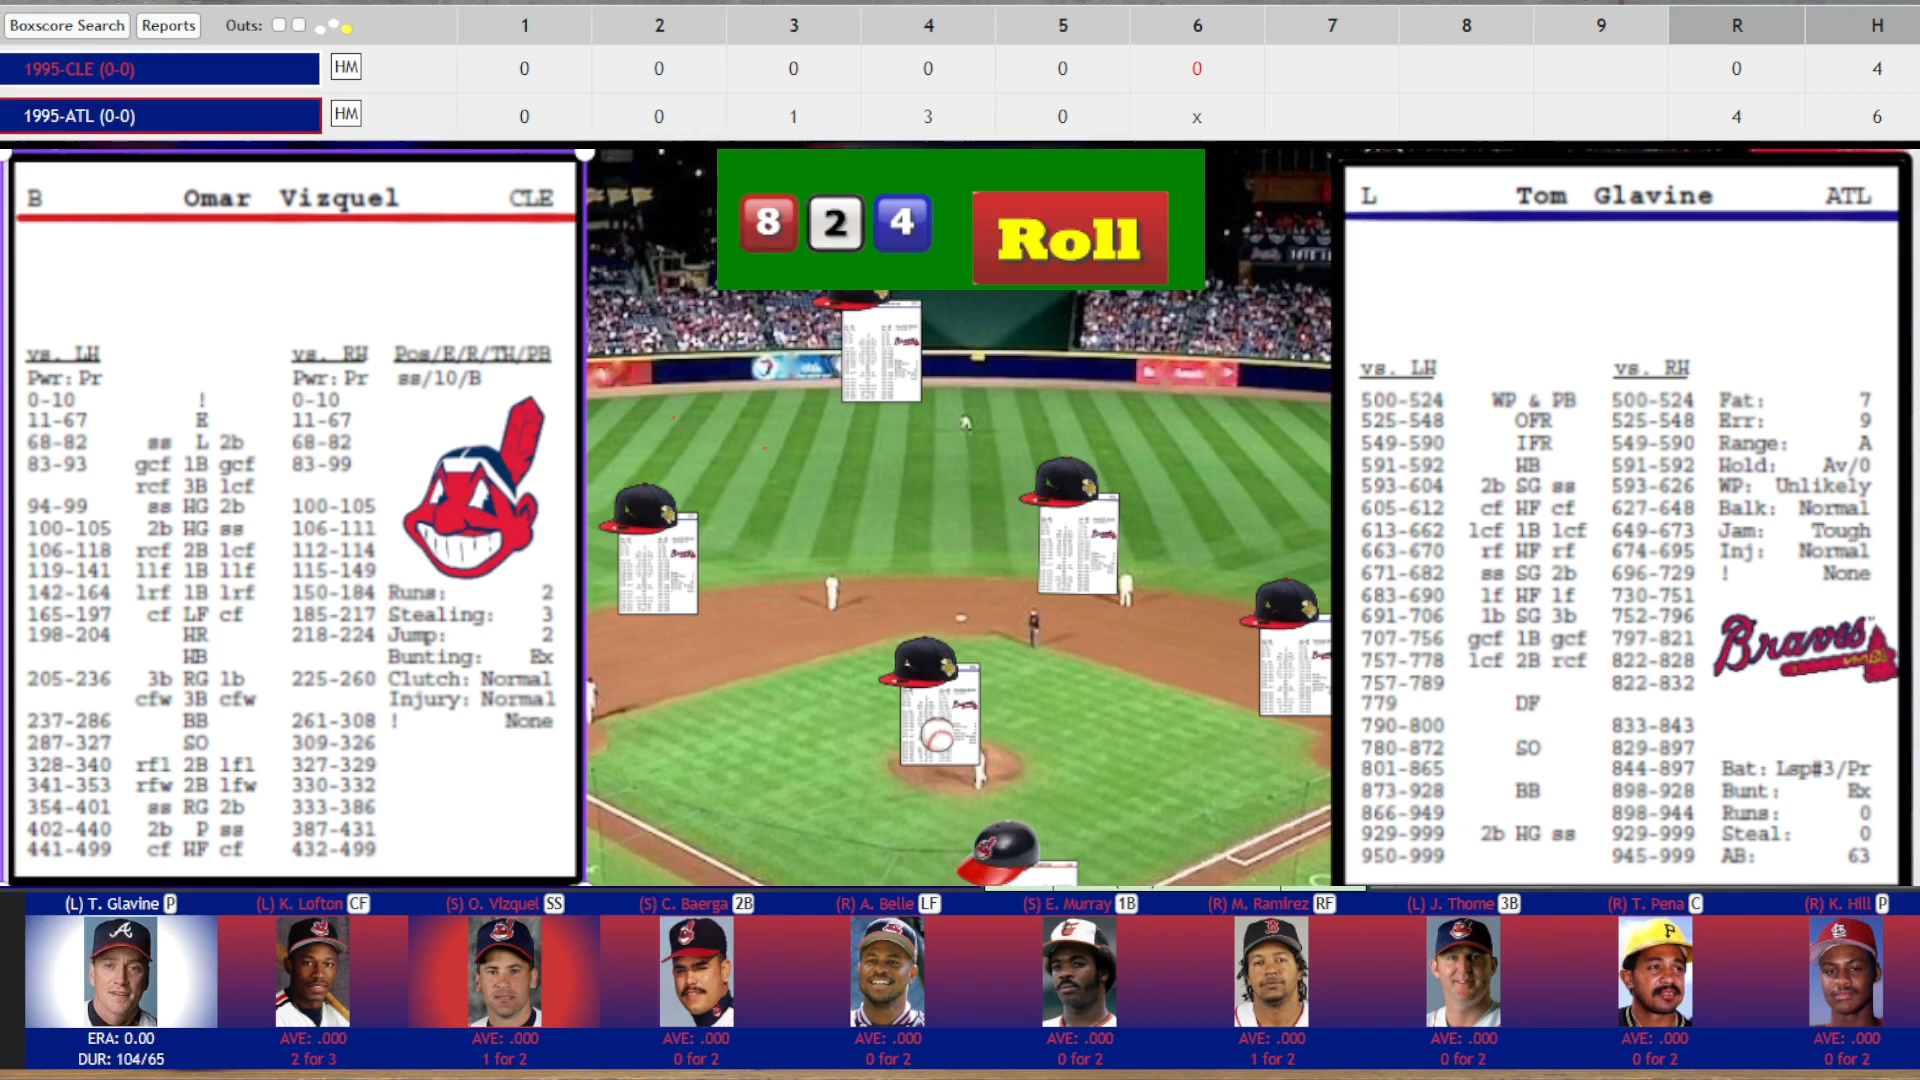 Boxscore Search Reports Outs: 1 2 3 4 5 6 7 8 9 R H
1995-CLE (0-0) HM 0 0 0 0 0 0 0 4
1995-ATL (0-0) HM 0 0 1 3 0 x 4 6
B Omar Vizquel CLE
vs. LH vs. RH Pos/E/R/TH/PB
Pwr: Pr Pwr: Pr ss/10/B
0-10 ! 0-10
11-67 E 11-67
68-82 ss L 2b 68-82
83-93 gcf 1B gcf 83-99
rcf 3B lcf
94-99 ss HG 2b 100-105
100-105 2b HG ss 106-111
106-118 rcf 2B lcf 112-114
119-141 llf 1B llf 115-149
142-164 lrf 1B lrf 150-184 Runs: 2
165-197 cf LF cf 185-217 Stealing: 3
198-204 HR 218-224 Jump: 2
HB Bunting: Ex
205-236 3b RG 1b 225-260 Clutch: Normal
cfw 3B cfw Injury: Normal
237-286 BB 261-308 ! None
287-327 SO 309-326
328-340 rfl 2B lfl 327-329
341-353 rfw 2B lfw 330-332
354-401 ss RG 2b 333-386
402-440 2b P ss 387-431
441-499 cf HF cf 432-499
8 2 4 Roll
L Tom Glavine ATL
vs. LH vs. RH
500-524 WP & PB 500-524 Fat: 7
525-548 OFR 525-548 Err: 9
549-590 IFR 549-590 Range: A
591-592 HB 591-592 Hold: Av/0
593-604 2b SG ss 593-626 WP: Unlikely
605-612 cf HF cf 627-648 Balk: Normal
613-662 lcf 1B lcf 649-673 Jam: Tough
663-670 rf HF rf 674-695 Inj: Normal
671-682 ss SG 2b 696-729 ! None
683-690 lf HF lf 730-751
691-706 1b SG 3b 752-796
707-756 gcf 1B gcf 797-821
757-778 lcf 2B rcf 822-828
757-789 822-832
779 DF
790-800 833-843
780-872 SO 829-897
801-865 844-897 Bat: Lsp#3/Pr
873-928 BB 898-928 Bunt: Ex
866-949 898-944 Runs: 0
929-999 2b HG ss 929-999 Steal: 0
950-999 945-999 AB: 63
Braves
(L) T. Glavine P (L) K. Lofton CF (S) O. Vizquel SS (S) C. Baerga 2B (R) A. Belle LF (S) E. Murray 1B (R) M. Ramirez RF (L) J. Thome 3B (R) T. Pena C (R) K. Hill P
ERA: 0.00 AVE: .000 AVE: .000 AVE: .000 AVE: .000 AVE: .000 AVE: .000 AVE: .000 AVE: .000 AVE: .000
DUR: 104/65 2 for 3 1 for 2 0 for 2 0 for 2 0 for 2 1 for 2 0 for 2 0 for 2 0 for 2